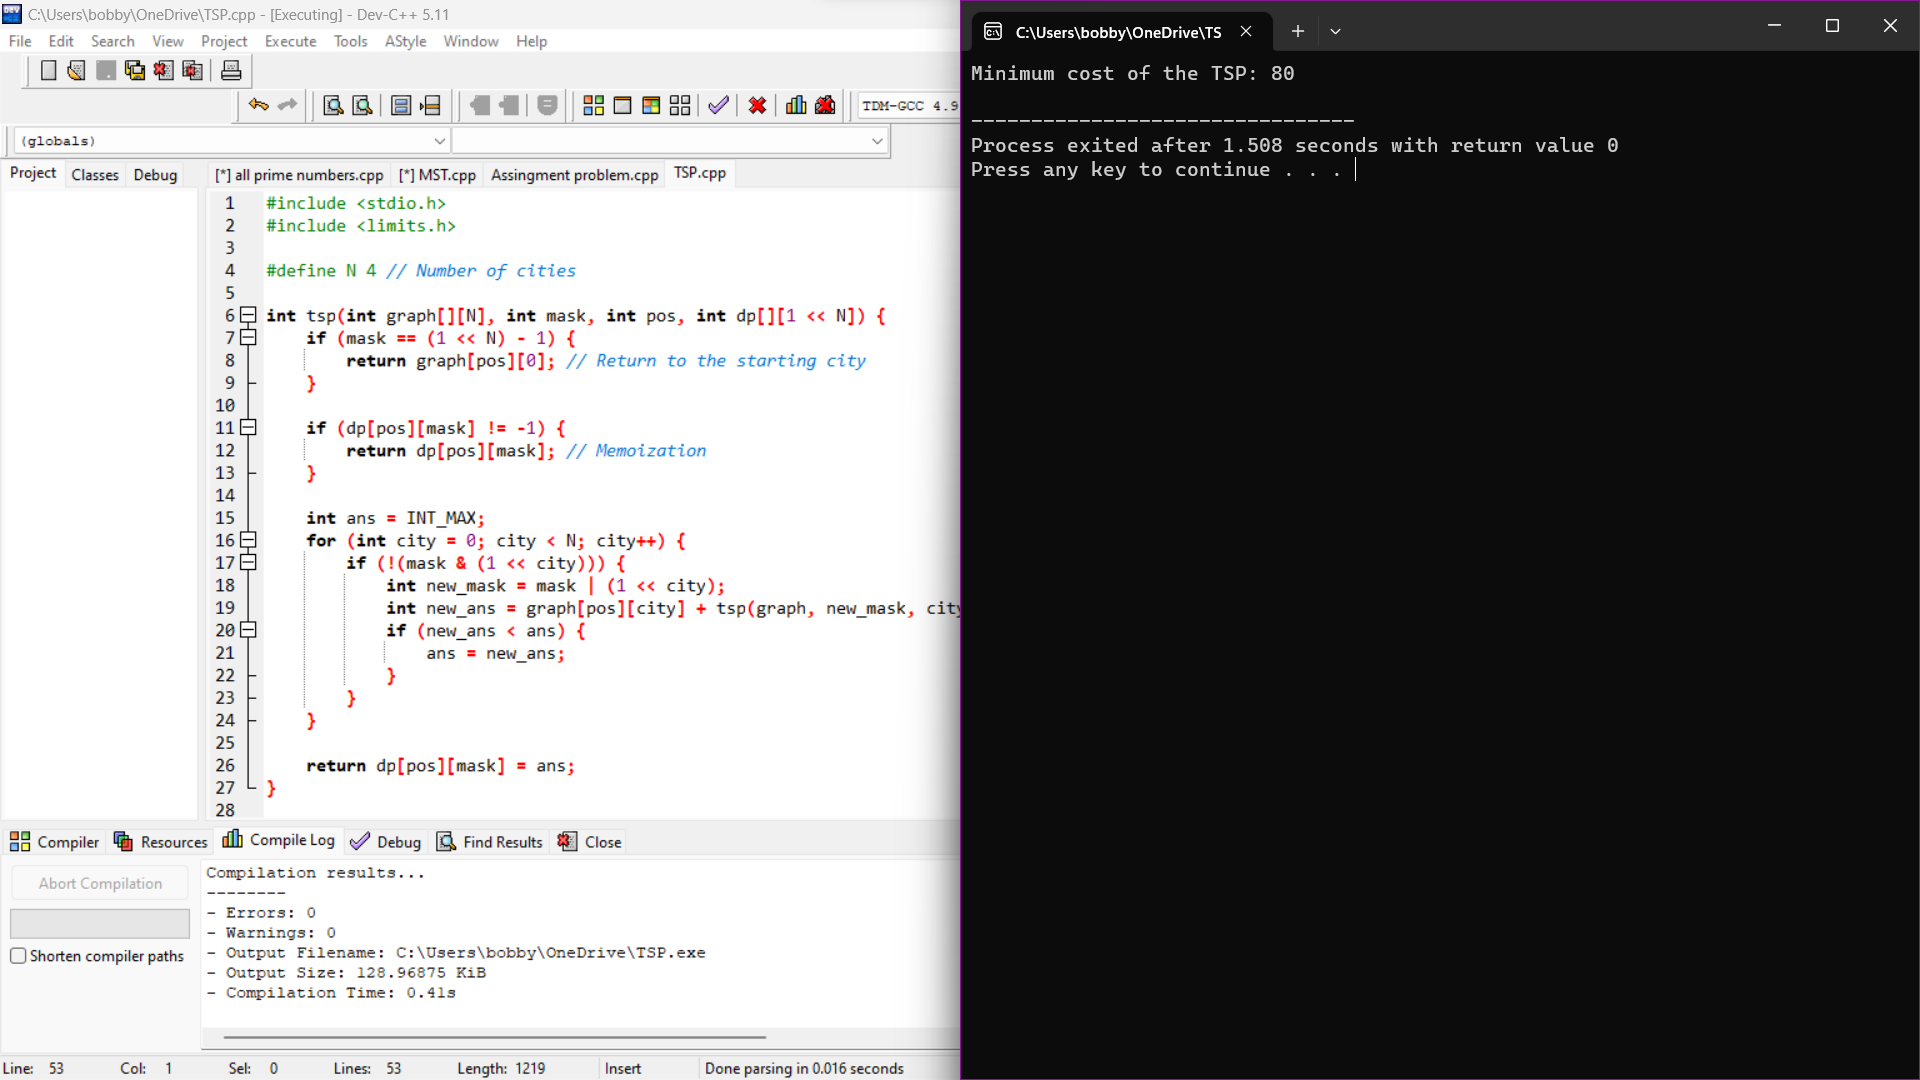 C:\Users\bobby\OneDrive\TSP.cpp - [Executing] - Dev-C++ 5.11
File Edit Search View Project Execute Tools AStyle Window Help
TDM-GCC 4.9
(globals)
Project Classes Debug
[*] all prime numbers.cpp [*] MST.cpp Assingment problem.cpp TSP.cpp
1 #include <stdio.h>
2 #include <limits.h>
3
4 #define N 4 // Number of cities
5
6 int tsp(int graph[][N], int mask, int pos, int dp[][1 << N]) {
7 if (mask == (1 << N) - 1) {
8 return graph[pos][0]; // Return to the starting city
9 }
10
11 if (dp[pos][mask] != -1) {
12 return dp[pos][mask]; // Memoization
13 }
14
15 int ans = INT_MAX;
16 for (int city = 0; city < N; city++) {
17 if (!(mask & (1 << city))) {
18 int new_mask = mask | (1 << city);
19 int new_ans = graph[pos][city] + tsp(graph, new_mask, city
20 if (new_ans < ans) {
21 ans = new_ans;
22 }
23 }
24 }
25
26 return dp[pos][mask] = ans;
27 }
28
Compiler Resources Compile Log Debug Find Results Close
Abort Compilation
Shorten compiler paths
Compilation results...
--------
- Errors: 0
- Warnings: 0
- Output Filename: C:\Users\bobby\OneDrive\TSP.exe
- Output Size: 128.96875 KiB
- Compilation Time: 0.41s
Line: 53 Col: 1 Sel: 0 Lines: 53 Length: 1219 Insert Done parsing in 0.016 seconds
C:\Users\bobby\OneDrive\TS
Minimum cost of the TSP: 80
--------------------------------
Process exited after 1.508 seconds with return value 0
Press any key to continue . . .